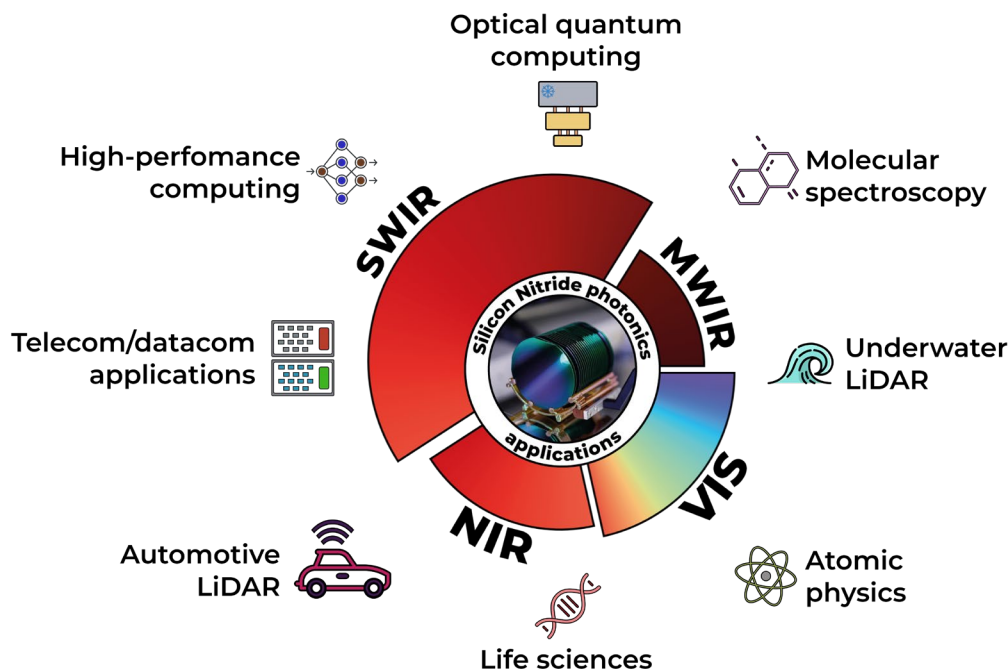 Optical quantum
computing
High-perfomance
computing
Molecular
spectroscopy
SWIR
MWIR
Silicon Nitride photonics
applications
Telecom/datacom
applications
Underwater
LiDAR
VIS
NIR
Automotive
LiDAR
Atomic
physics
Life sciences